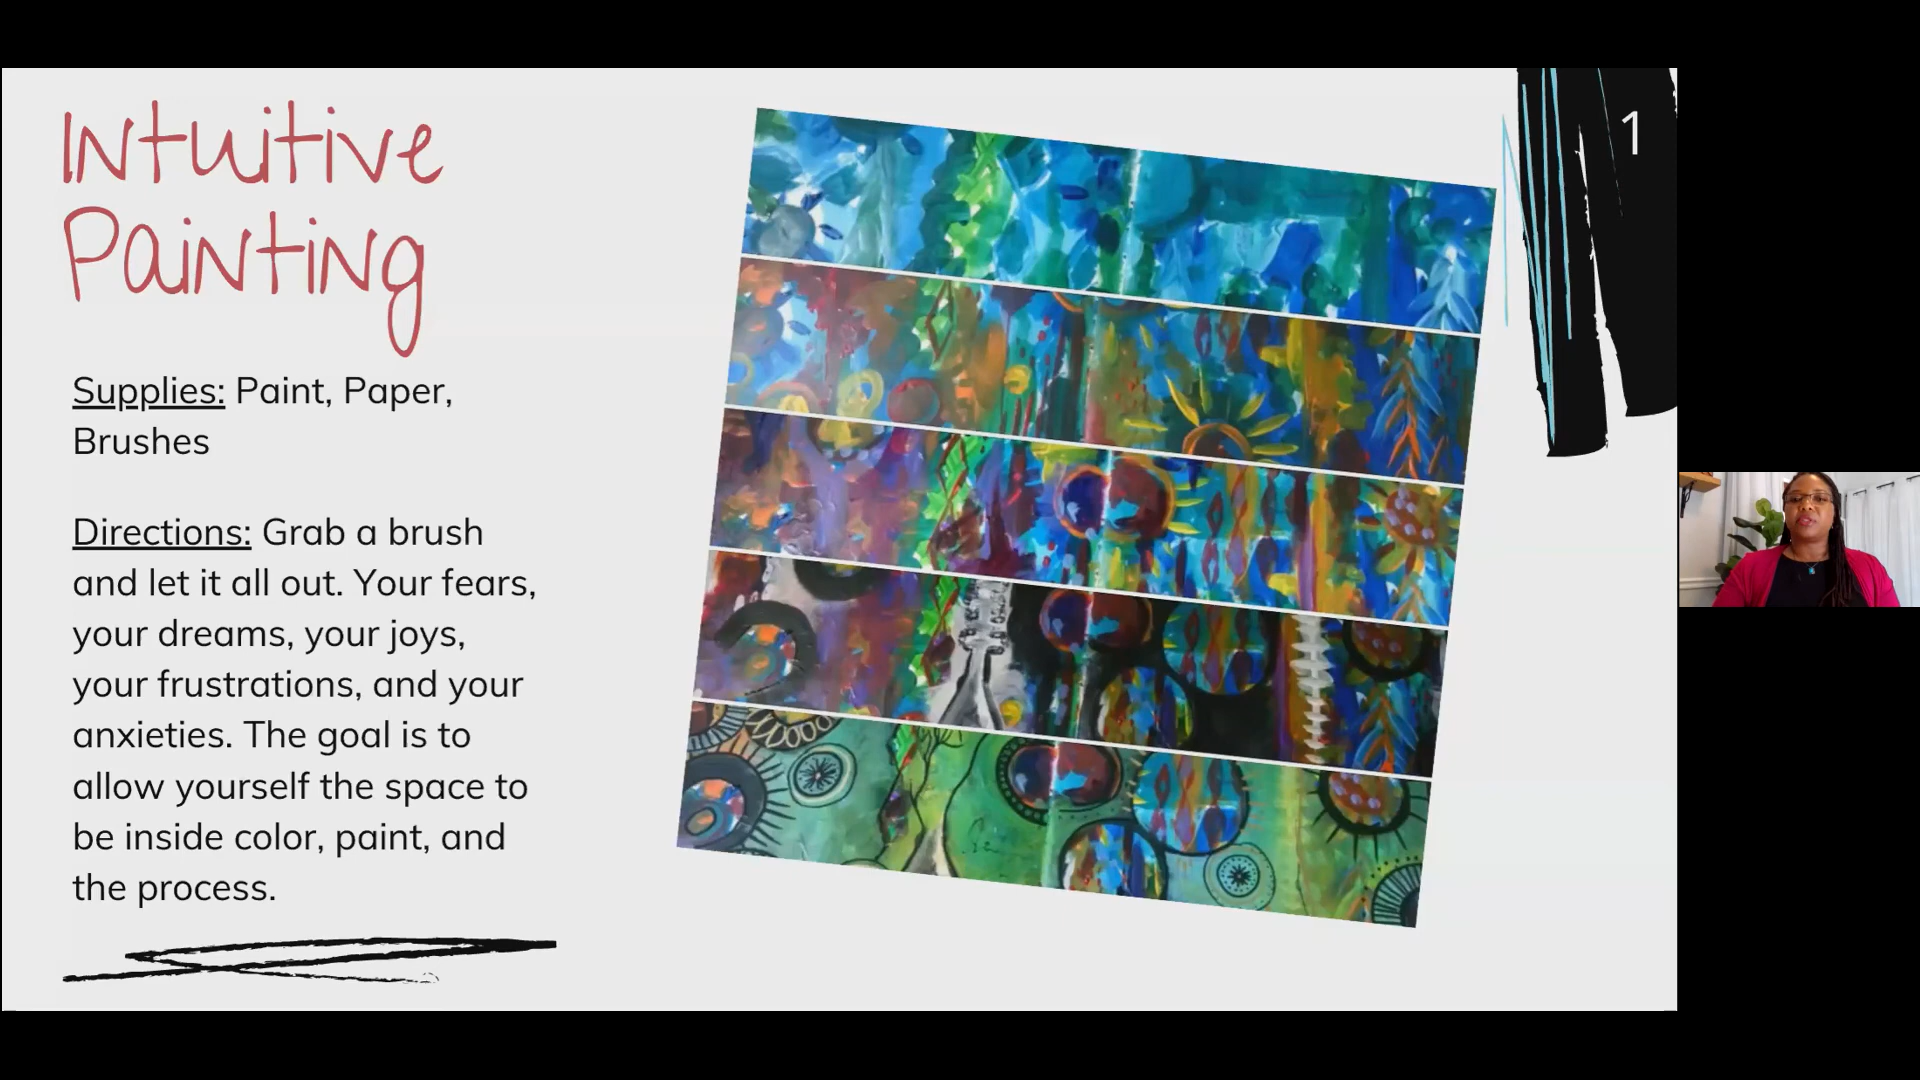 Intuitive
Painting
1
Supplies: Paint, Paper,
Brushes
Directions: Grab a brush
and let it all out. Your fears,
your dreams, your joys,
your frustrations, and your
anxieties. The goal is to
allow yourself the space to
be inside color, paint, and
the process.